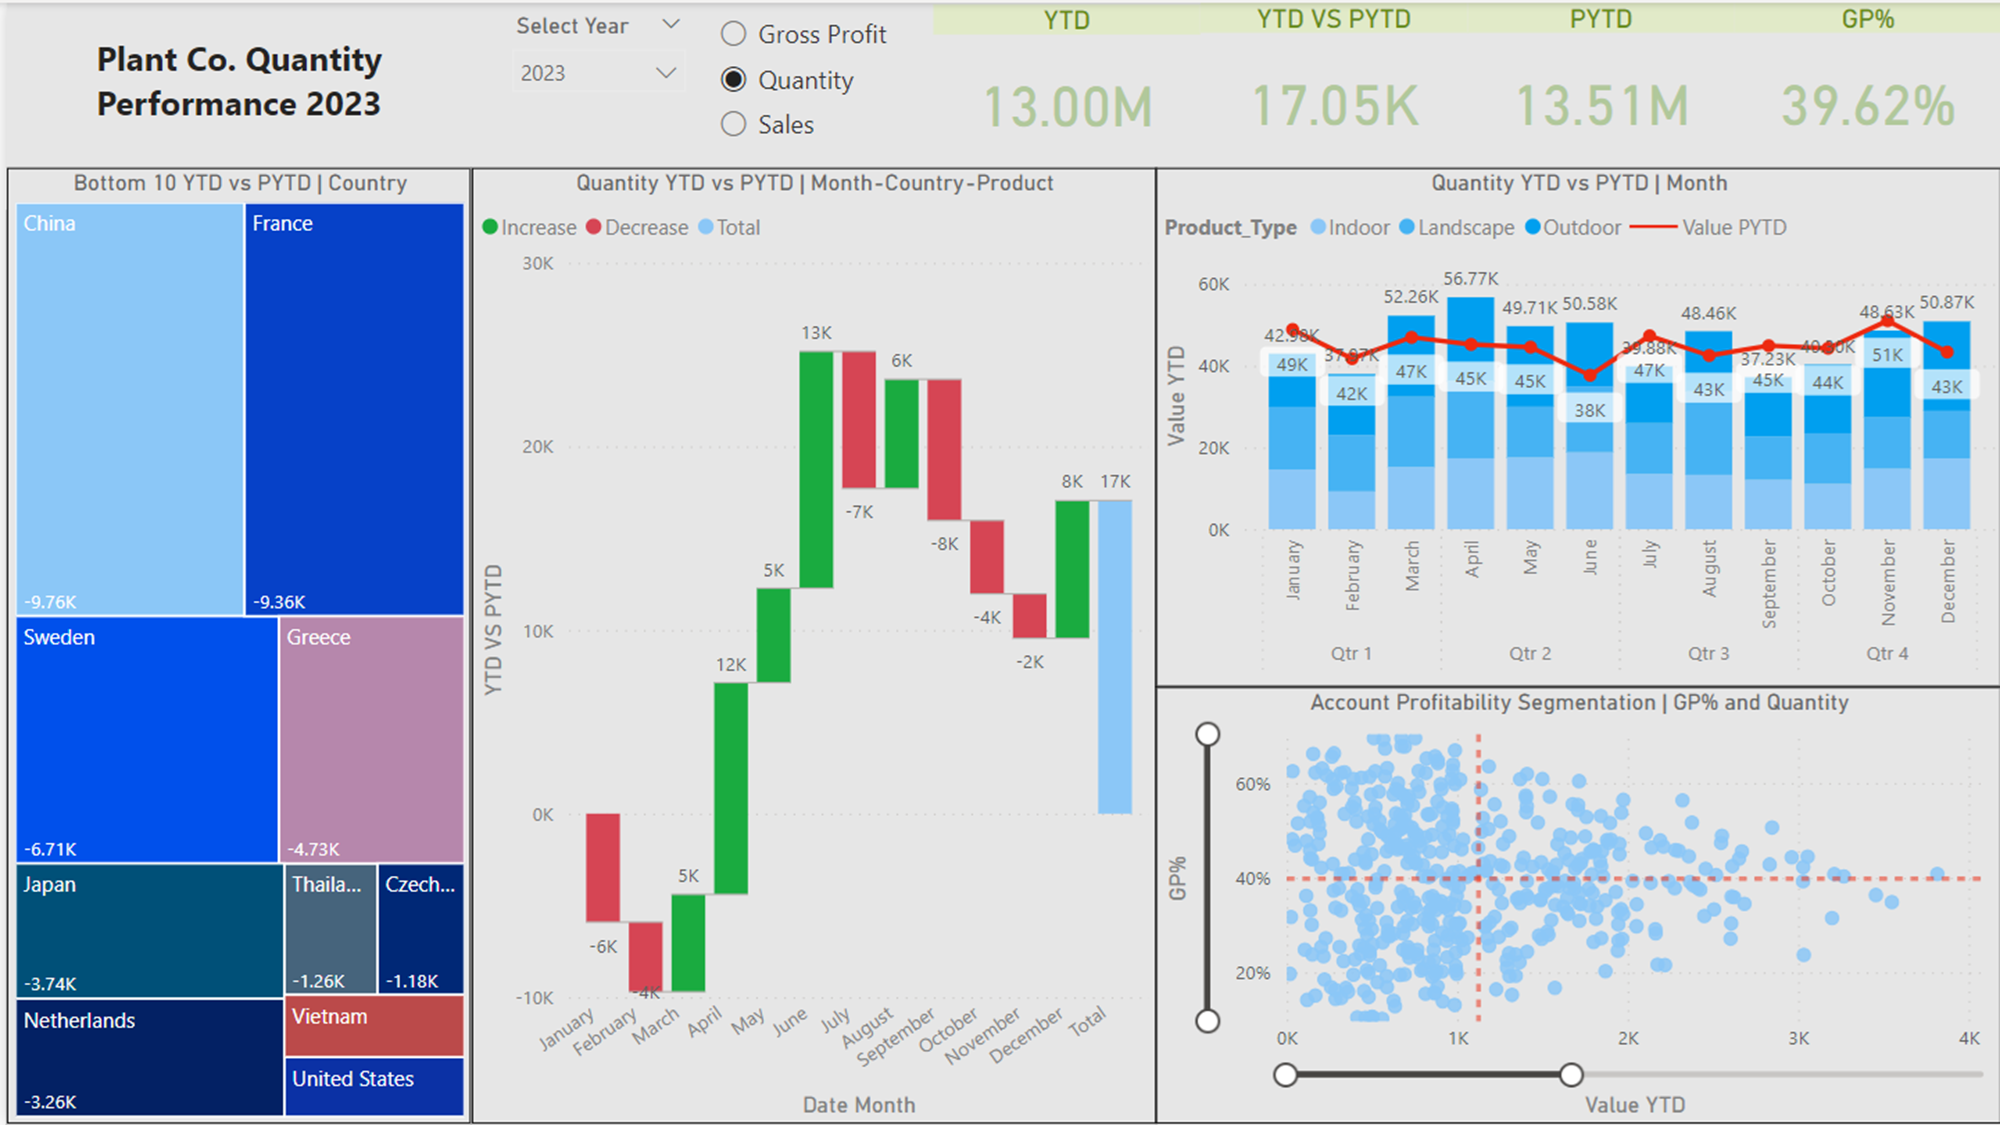 Plant Co. Quantity
Performance 2023
Select Year
2023
Gross Profit
Quantity
Sales
YTD
YTD VS PYTD
PYTD
GP%
13.00M
17.05K
13.51M
39.62%
Bottom 10 YTD vs PYTD | Country
China
-9.76K
France
-9.36K
Sweden
-6.71K
Greece
-4.73K
Japan
-3.74K
Thaila...
-1.26K
Czech...
-1.18K
Netherlands
-3.26K
Vietnam
United States
Quantity YTD vs PYTD | Month-Country-Product
Increase Decrease Total
YTD VS PYTD
30K
20K
10K
0K
-10K
-6K
-4K
5K
12K
5K
13K
-7K
6K
-8K
-4K
-2K
8K
17K
January
February
March
April
May
June
July
August
September
October
November
December
Total
Date Month
Quantity YTD vs PYTD | Month
Product_Type Indoor Landscape Outdoor Value PYTD
Value YTD
60K
40K
20K
0K
42.98K
37.87K
52.26K
56.77K
49.71K
50.58K
39.88K
48.46K
37.23K
48.63K
50.87K
49K
42K
47K
45K
45K
38K
47K
43K
45K
44K
51K
43K
January
February
March
April
May
June
July
August
September
October
November
December
Qtr 1
Qtr 2
Qtr 3
Qtr 4
Account Profitability Segmentation | GP% and Quantity
GP%
60%
40%
20%
0K
1K
2K
3K
4K
Value YTD